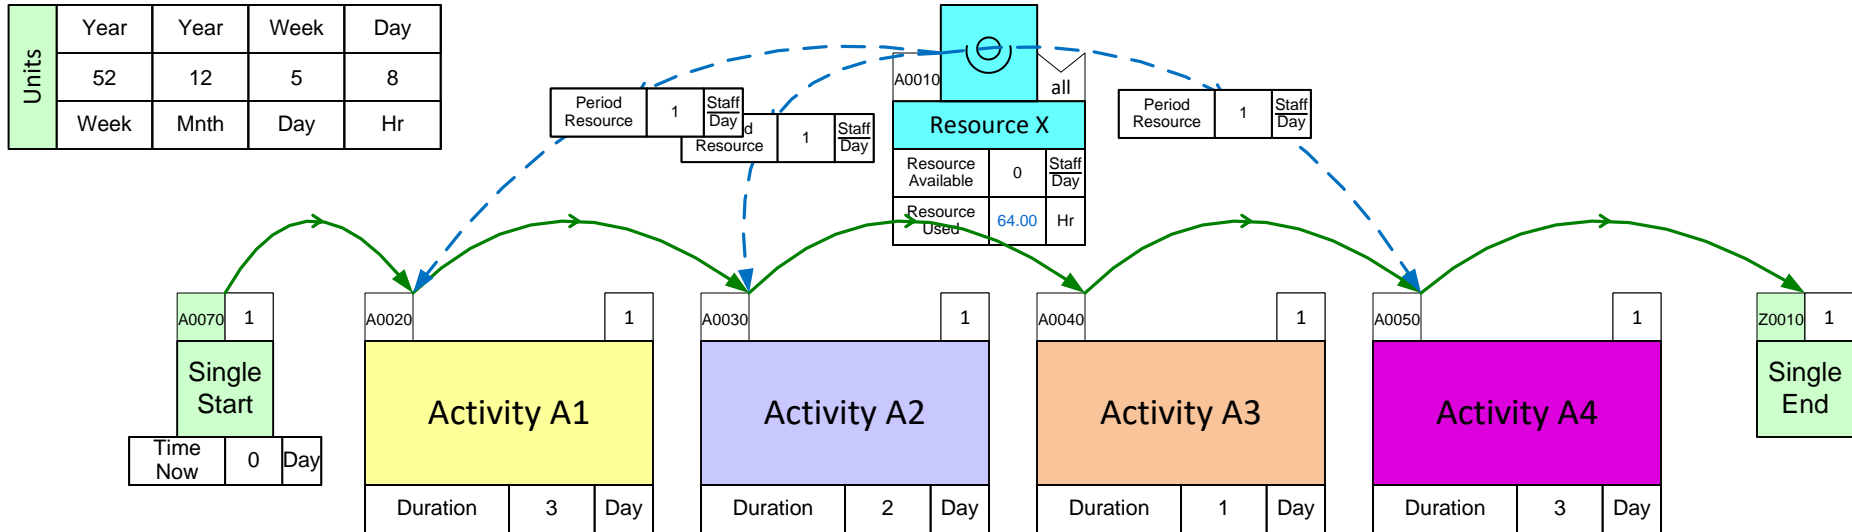 Units
Year Year Week Day
52 12 5 8
Week Mnth Day Hr
A0010
all
Resource X
Resource
Available
0
Staff
Day
Resource
Used
64.00
Hr
Period
Resource
1
Staff
Day
d
Resource
1
Staff
Day
Period
Resource
1
Staff
Day
A0070 1
Single
Start
Time
Now
0
Day
A0020 1
Activity A1
Duration 3 Day
A0030 1
Activity A2
Duration 2 Day
A0040 1
Activity A3
Duration 1 Day
A0050 1
Activity A4
Duration 3 Day
Z0010 1
Single
End